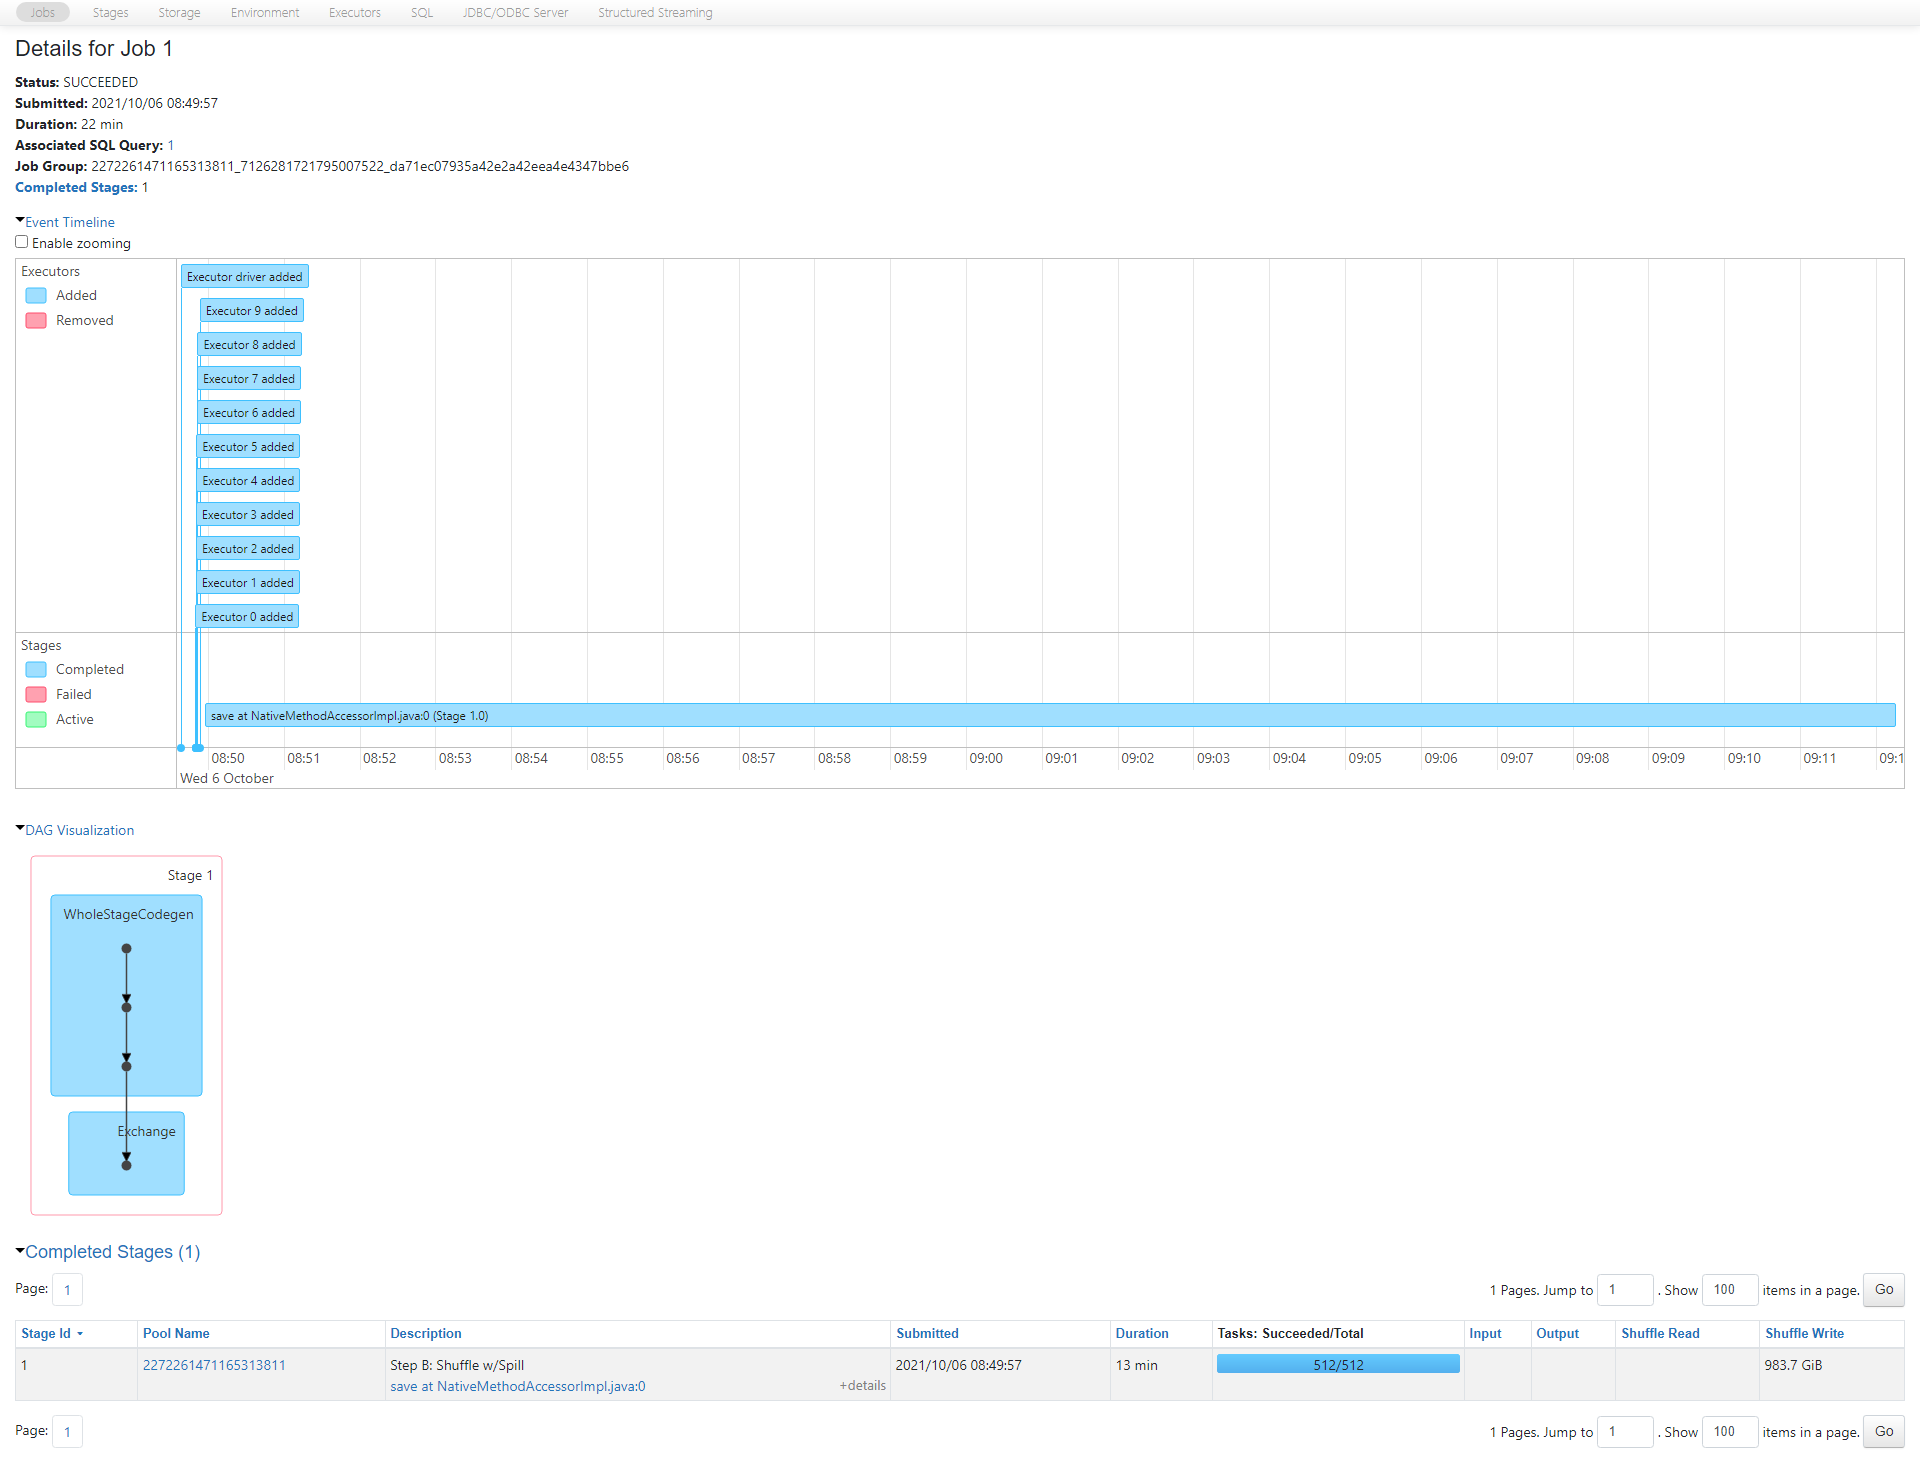 Jobs Stages Storage Environment Executors SQL JDBC/ODBC Server Structured Streaming
Details for Job 1
Status: SUCCEEDED
Submitted: 2021/10/06 08:49:57
Duration: 22 min
Associated SQL Query: 1
Job Group: 2272261471165313811_7126281721795007522_da71ec07935a42e2a42eea4e4347bbe6
Completed Stages: 1
Event Timeline
Enable zooming
Executors
Added
Removed
Executor driver added
Executor 9 added
Executor 8 added
Executor 7 added
Executor 6 added
Executor 5 added
Executor 4 added
Executor 3 added
Executor 2 added
Executor 1 added
Executor 0 added
Stages
Completed
Failed
Active
save at NativeMethodAccessorImpl.java:0 (Stage 1.0)
08:50 08:51 08:52 08:53 08:54 08:55 08:56 08:57 08:58 08:59 09:00 09:01 09:02 09:03 09:04 09:05 09:06 09:07 09:08 09:09 09:10 09:11 09:1
Wed 6 October
DAG Visualization
Stage 1
WholeStageCodegen
Exchange
Completed Stages (1)
Page: 1 1 Pages. Jump to 1 . Show 100 items in a page. Go
Stage Id Pool Name Description Submitted Duration Tasks: Succeeded/Total Input Output Shuffle Read Shuffle Write
1 2272261471165313811 Step B: Shuffle w/Spill 2021/10/06 08:49:57 13 min 512/512 983.7 GiB
save at NativeMethodAccessorImpl.java:0 +details
Page: 1 1 Pages. Jump to 1 . Show 100 items in a page. Go